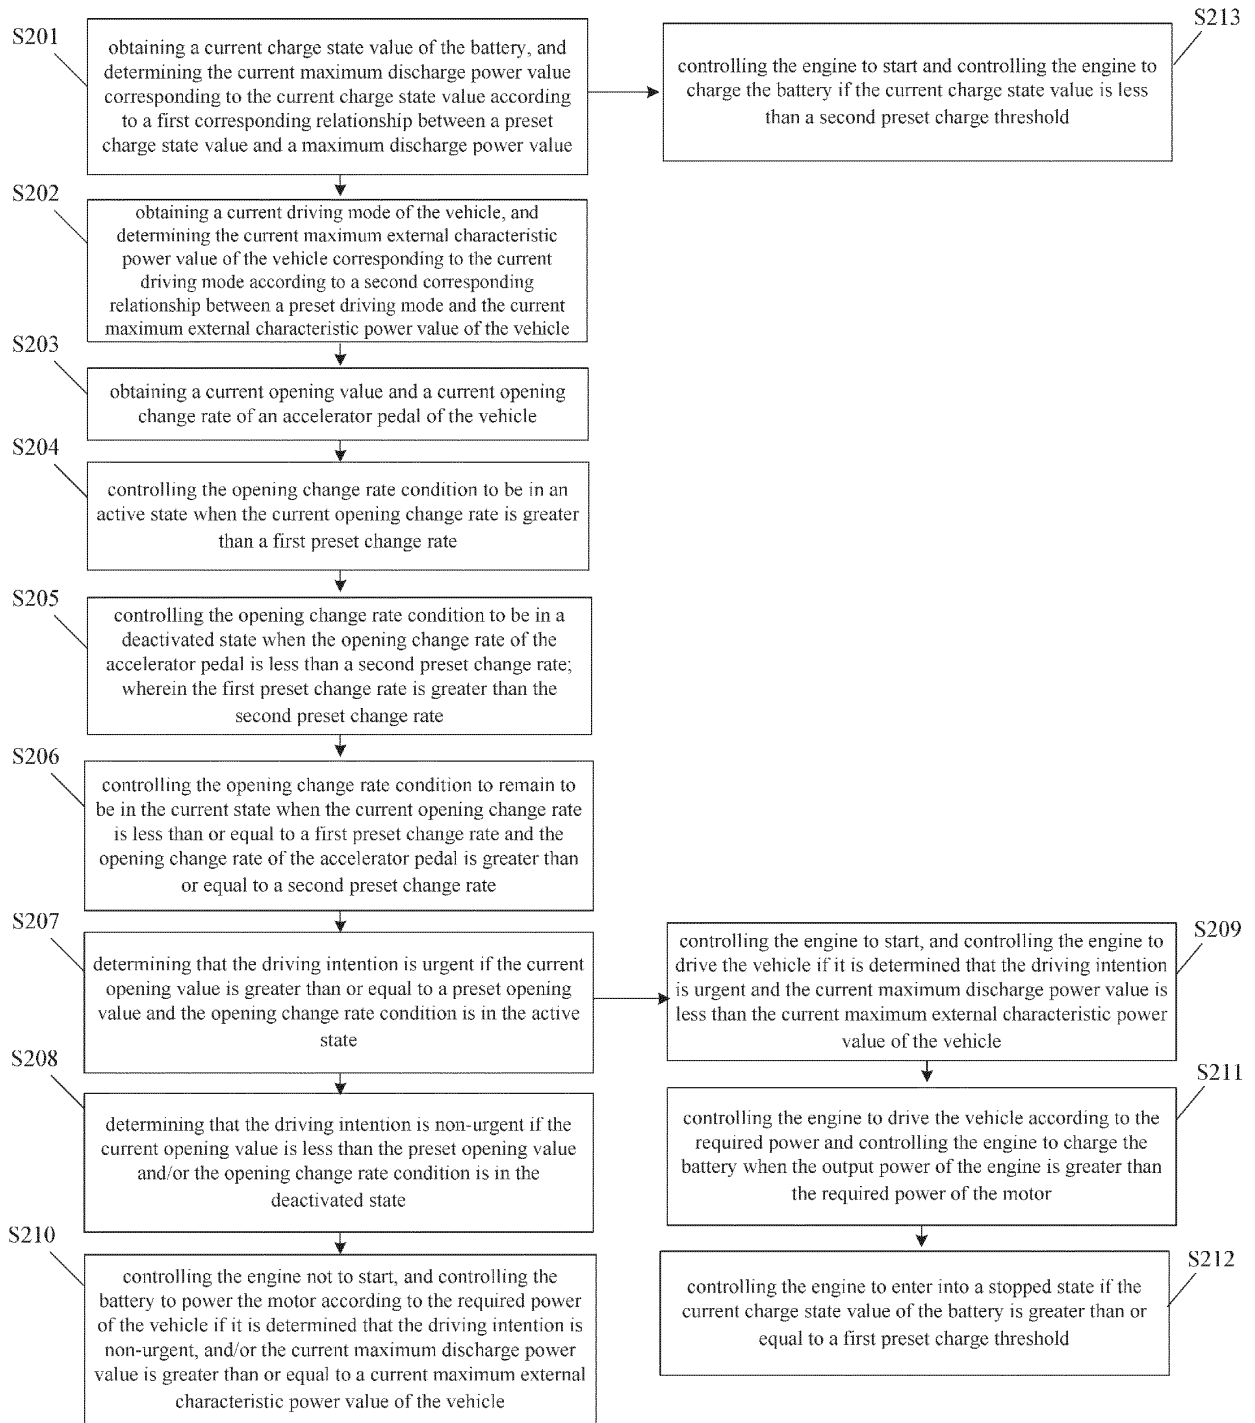 S201
obtaining a current charge state value of the battery, and
determining the current maximum discharge power value
corresponding to the current charge state value according
to a first corresponding relationship between a preset
charge state value and a maximum discharge power value
S213
controlling the engine to start and controlling the engine to
charge the battery if the current charge state value is less
than a second preset charge threshold
S202
obtaining a current driving mode of the vehicle, and
determining the current maximum external characteristic
power value of the vehicle corresponding to the current
driving mode according to a second corresponding
relationship between a preset driving mode and the current
maximum external characteristic power value of the vehicle
S203
obtaining a current opening value and a current opening
change rate of an accelerator pedal of the vehicle
S204
controlling the opening change rate condition to be in an
active state when the current opening change rate is greater
than a first preset change rate
S205
controlling the opening change rate condition to be in a
deactivated state when the opening change rate of the
accelerator pedal is less than a second preset change rate;
wherein the first preset change rate is greater than the
second preset change rate
S206
controlling the opening change rate condition to remain to
be in the current state when the current opening change rate
is less than or equal to a first preset change rate and the
opening change rate of the accelerator pedal is greater than
or equal to a second preset change rate
S207
determining that the driving intention is urgent if the current
opening value is greater than or equal to a preset opening
value and the opening change rate condition is in the active
state
S209
controlling the engine to start, and controlling the engine to
drive the vehicle if it is determined that the driving intention
is urgent and the current maximum discharge power value is
less than the current maximum external characteristic power
value of the vehicle
S208
determining that the driving intention is non-urgent if the
current opening value is less than the preset opening value
and/or the opening change rate condition is in the
deactivated state
S211
controlling the engine to drive the vehicle according to the
required power and controlling the engine to charge the
battery when the output power of the engine is greater than
the required power of the motor
S210
controlling the engine not to start, and controlling the
battery to power the motor according to the required power
of the vehicle if it is determined that the driving intention is
non-urgent, and/or the current maximum discharge power
value is greater than or equal to a current maximum external
characteristic power value of the vehicle
S212
controlling the engine to enter into a stopped state if the
current charge state value of the battery is greater than or
equal to a first preset charge threshold